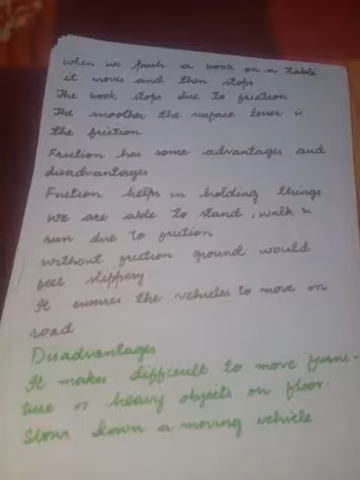 when we push a book on a table
it moves and then stops
The book stops due to friction
The smoother the surface lesser is
the friction
Friction has some advantages and
disadvantages
Friction helps in holding things
We are able to stand, walk &
run due to friction
without friction ground would
feel slippery
It ensures the vehicles to move on
road
Disadvantages
It makes difficult to move furni-
ture or heavy objects on floor.
Slows down a moving vehicle